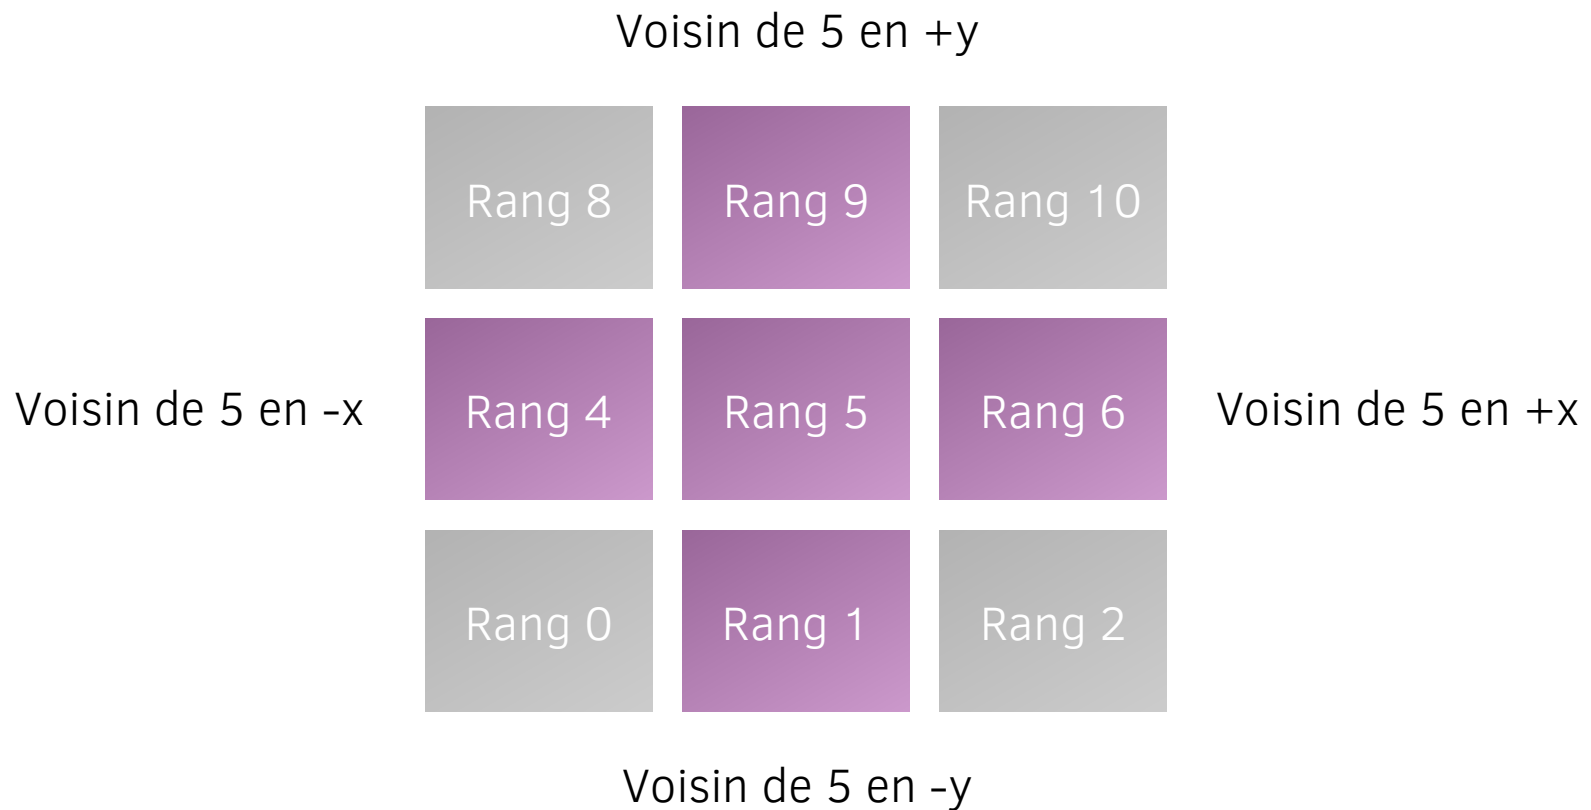 Voisin de 5 en +y
Rang 8 Rang 9 Rang 10
Voisin de 5 en -x Rang 4 Rang 5 Rang 6 Voisin de 5 en +x
Rang 0 Rang 1 Rang 2
Voisin de 5 en -y